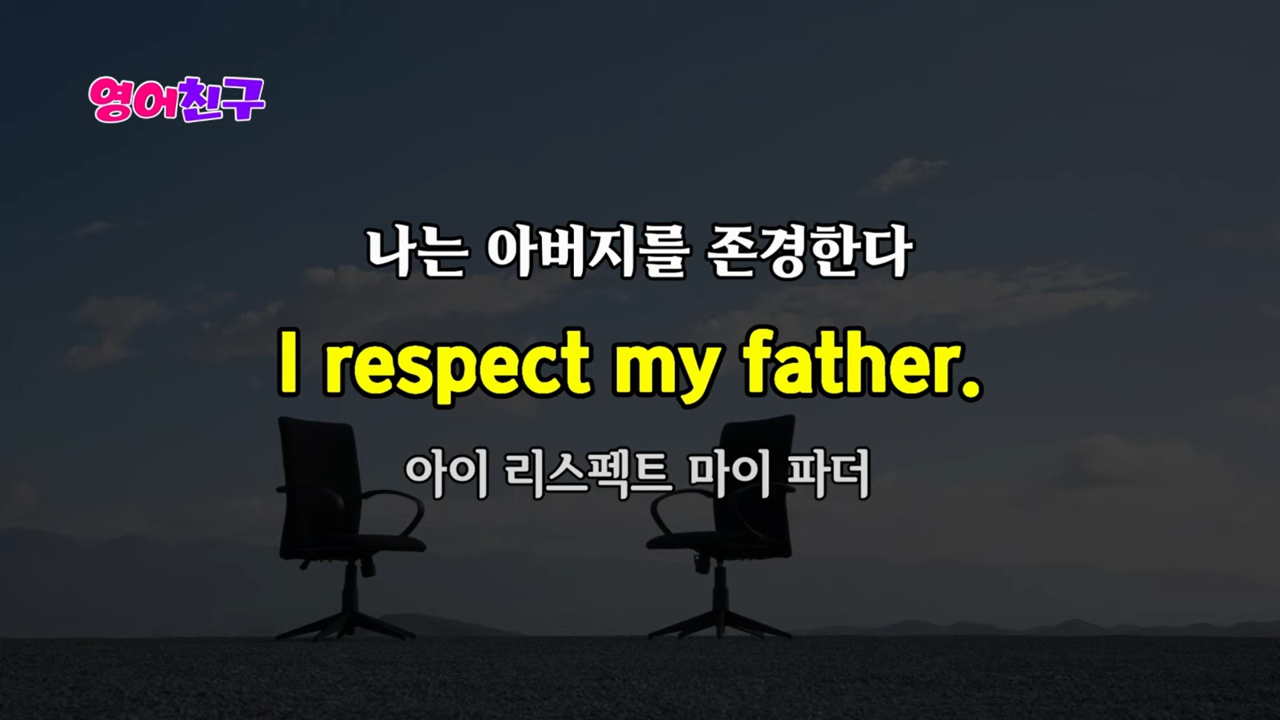 영어친구
나는 아버지를 존경한다
I respect my father.
아이 리스펙트 마이 파더